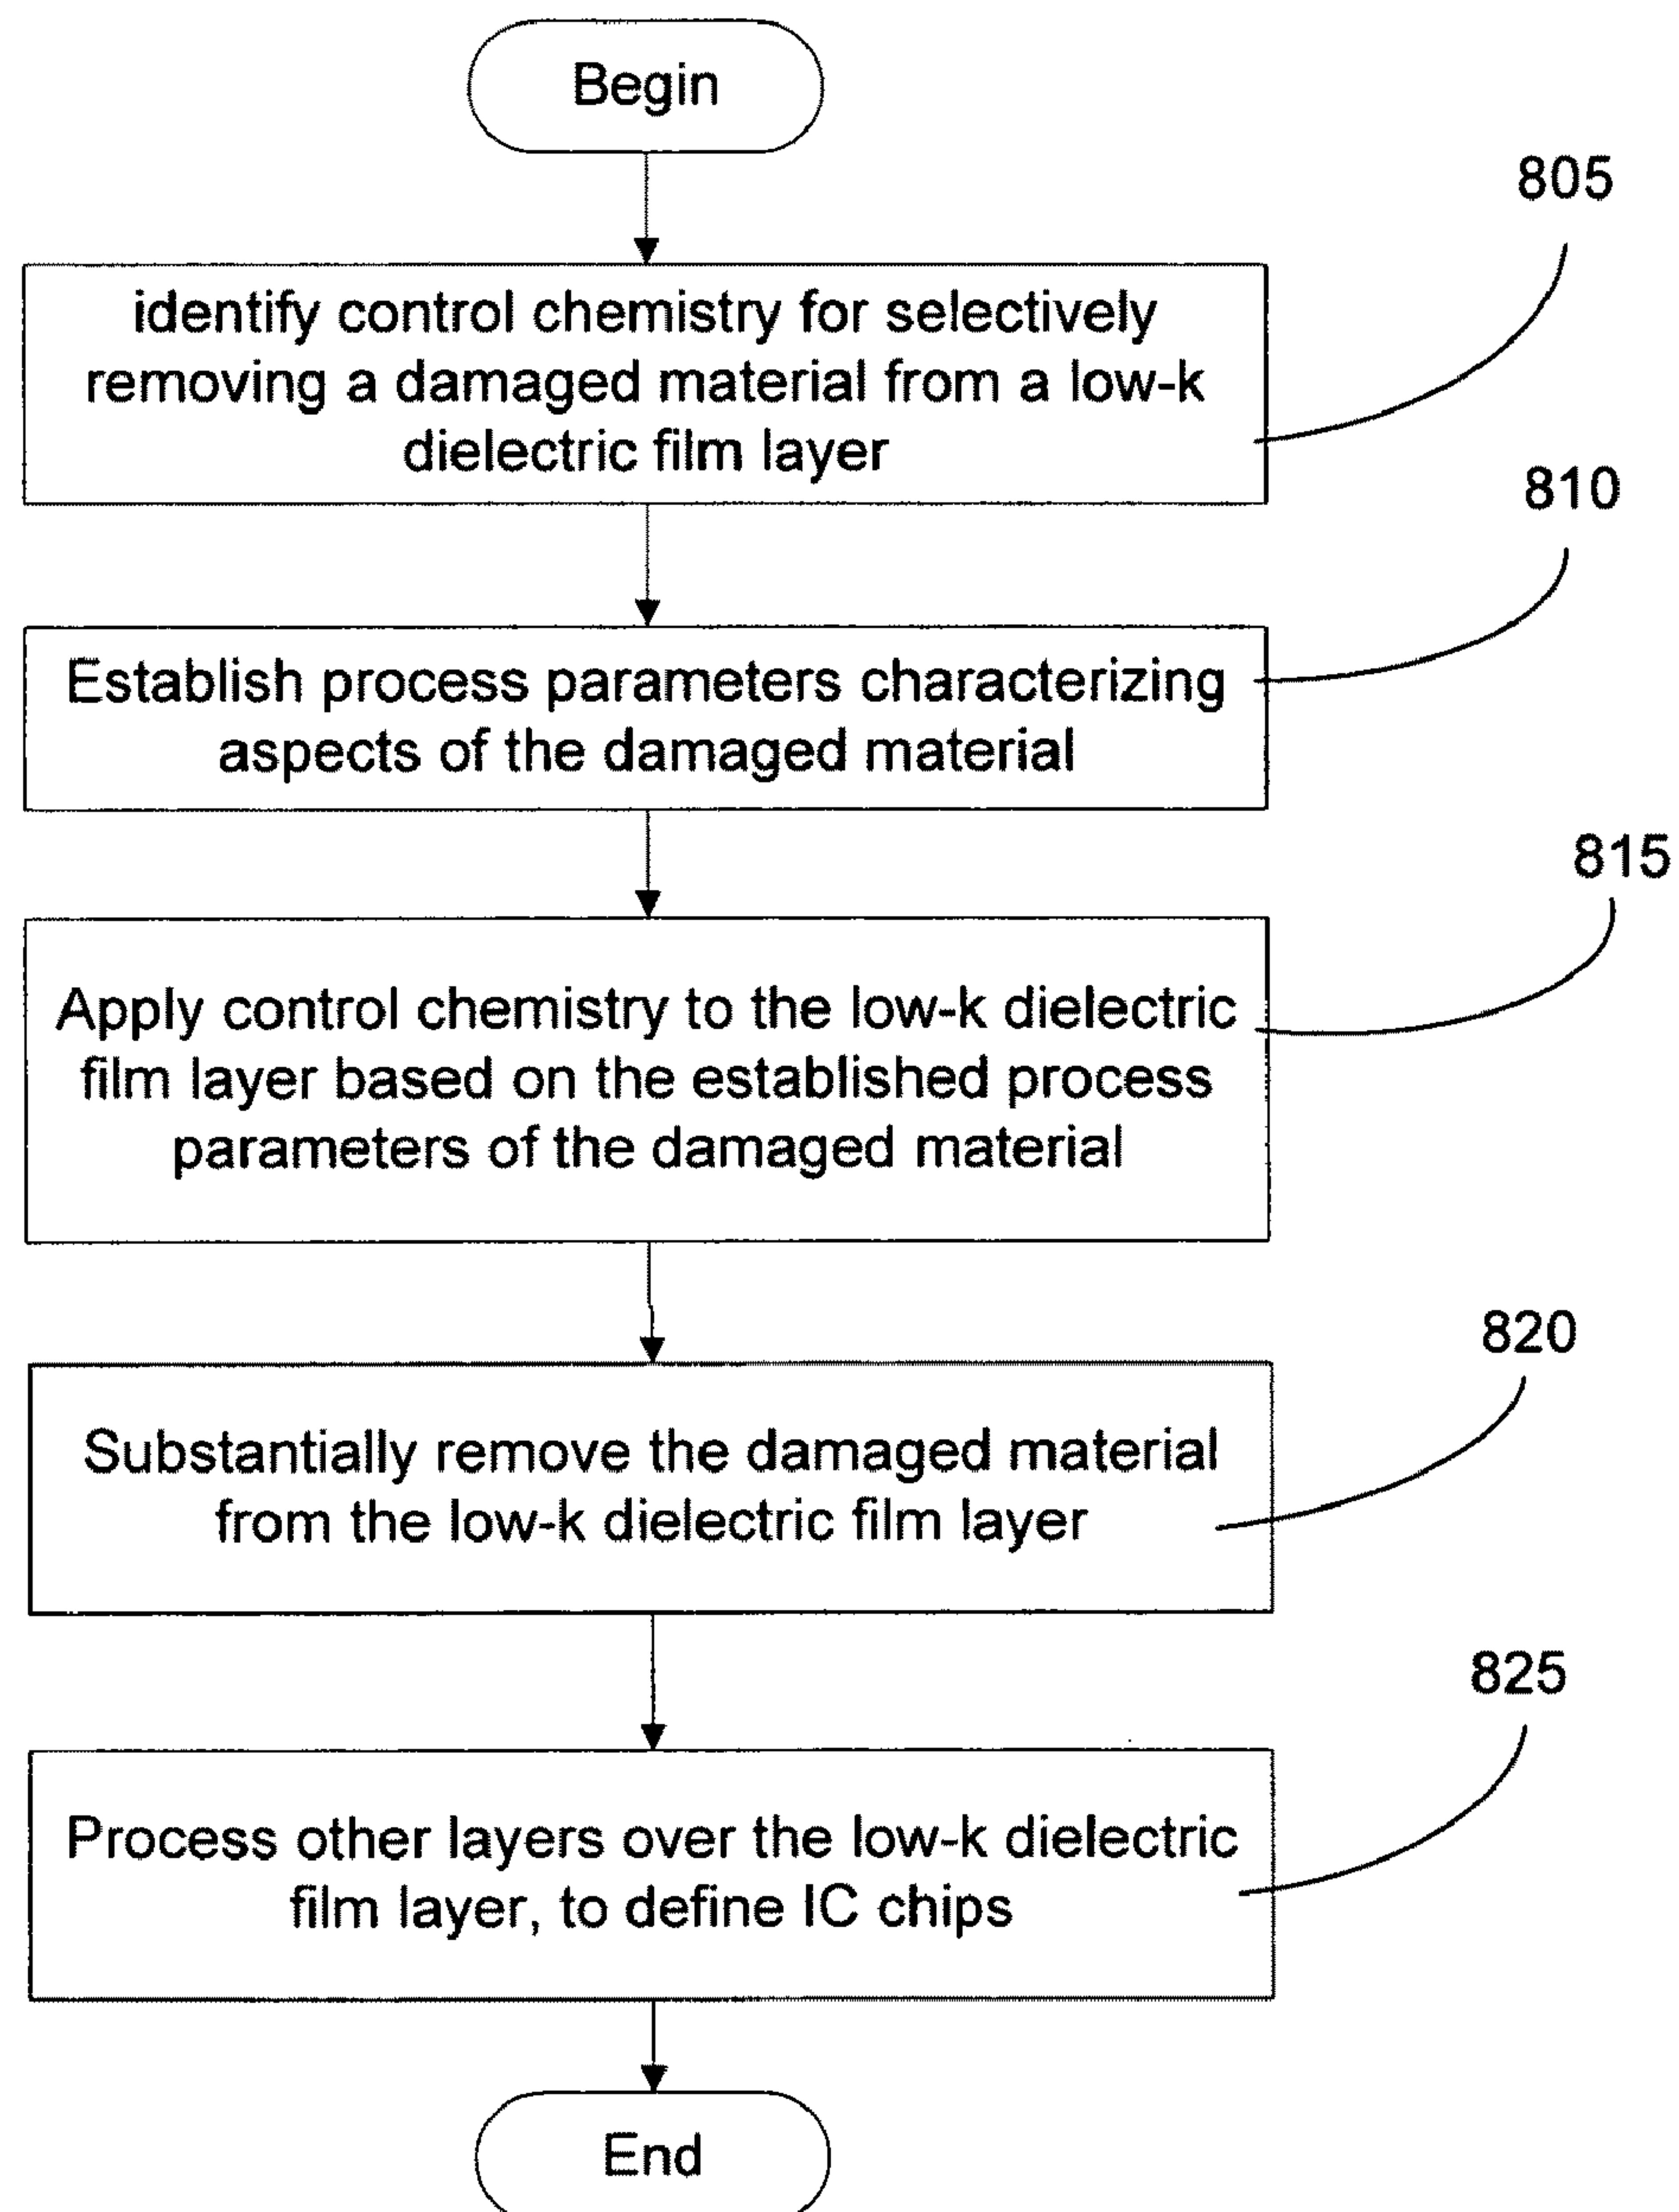 Begin
805
identify control chemistry for selectively
removing a damaged material from a low-k
dielectric film layer
810
Establish process parameters characterizing
aspects of the damaged material
815
Apply control chemistry to the low-k dielectric
film layer based on the established process
parameters of the damaged material
820
Substantially remove the damaged material
from the low-k dielectric film layer
825
Process other layers over the low-k dielectric
film layer, to define IC chips
End